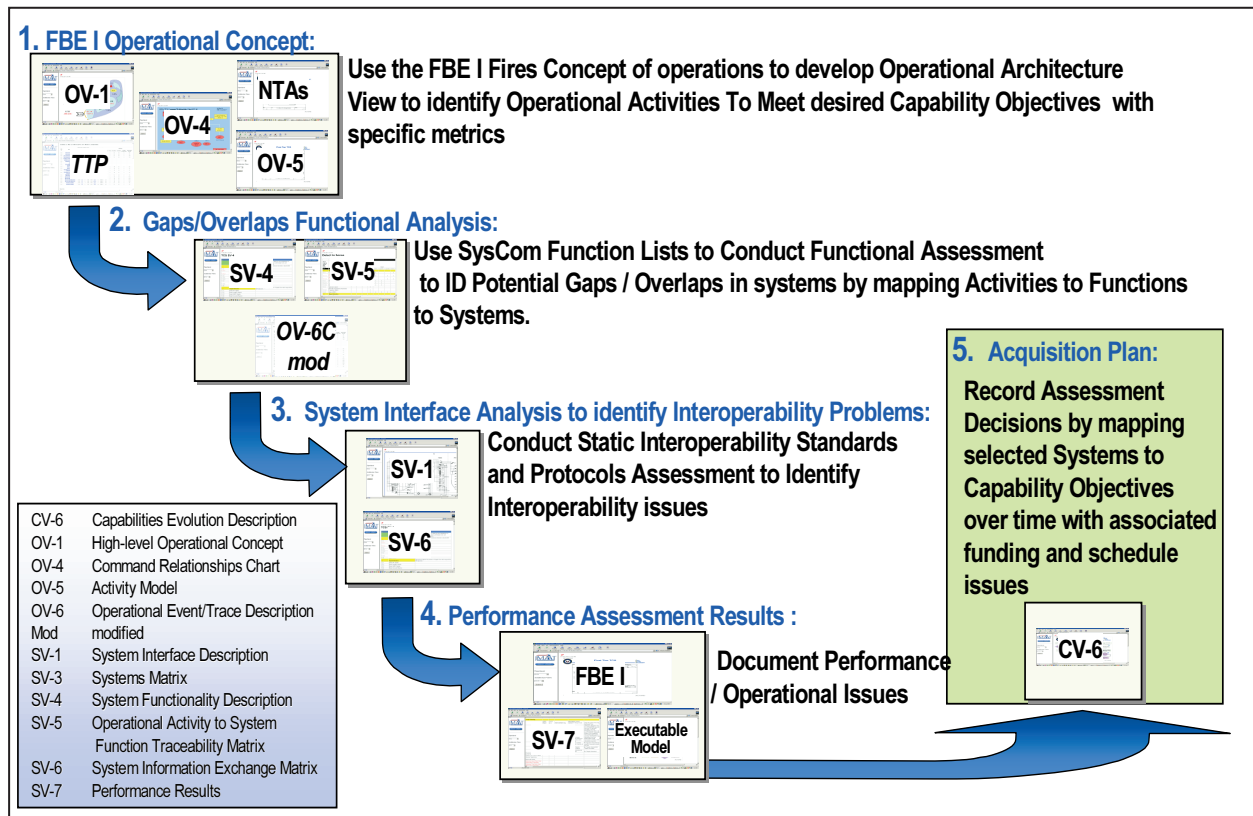 1. FBE I Operational Concept:
OV-1
OV-4
NTAs
TTP
OV-5
Use the FBE I Fires Concept of operations to develop Operational Architecture
View to identify Operational Activities To Meet desired Capability Objectives with
specific metrics
2. Gaps/Overlaps Functional Analysis:
SV-4
SV-5
OV-6C
mod
Use SysCom Function Lists to Conduct Functional Assessment
to ID Potential Gaps / Overlaps in systems by mapping Activities to Functions
to Systems.
3. System Interface Analysis to identify Interoperability Problems:
SV-1
SV-6
Conduct Static Interoperability Standards
and Protocols Assessment to Identify
Interoperability issues
4. Performance Assessment Results :
FBE I
SV-7
Executable
Model
Document Performance
/ Operational Issues
5. Acquisition Plan:
Record Assessment
Decisions by mapping
selected Systems to
Capability Objectives
over time with associated
funding and schedule
issues
CV-6
CV-6 Capabilities Evolution Description
OV-1 High-level Operational Concept
OV-4 Command Relationships Chart
OV-5 Activity Model
OV-6 Operational Event/Trace Description
Mod modified
SV-1 System Interface Description
SV-3 Systems Matrix
SV-4 System Functionality Description
SV-5 Operational Activity to System
Function Traceability Matrix
SV-6 System Information Exchange Matrix
SV-7 Performance Results